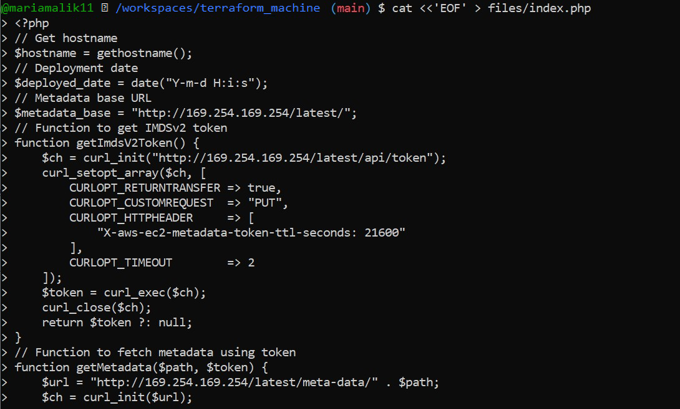 @mariamalik11 /workspaces/terraform_machine (main) $ cat <<'EOF' > files/index.php
> <?php
> // Get hostname
> $hostname = gethostname();
> // Deployment date
> $deployed_date = date("Y-m-d H:i:s");
> // Metadata base URL
> $metadata_base = "http://169.254.169.254/latest/";
> // Function to get IMDSv2 token
> function getImdsV2Token() {
>     $ch = curl_init("http://169.254.169.254/latest/api/token");
>     curl_setopt_array($ch, [
>         CURLOPT_RETURNTRANSFER => true,
>         CURLOPT_CUSTOMREQUEST  => "PUT",
>         CURLOPT_HTTPHEADER     => [
>             "X-aws-ec2-metadata-token-ttl-seconds: 21600"
>         ],
>         CURLOPT_TIMEOUT        => 2
>     ]);
>     $token = curl_exec($ch);
>     curl_close($ch);
>     return $token ?: null;
> }
> // Function to fetch metadata using token
> function getMetadata($path, $token) {
>     $url = "http://169.254.169.254/latest/meta-data/" . $path;
>     $ch = curl_init($url);